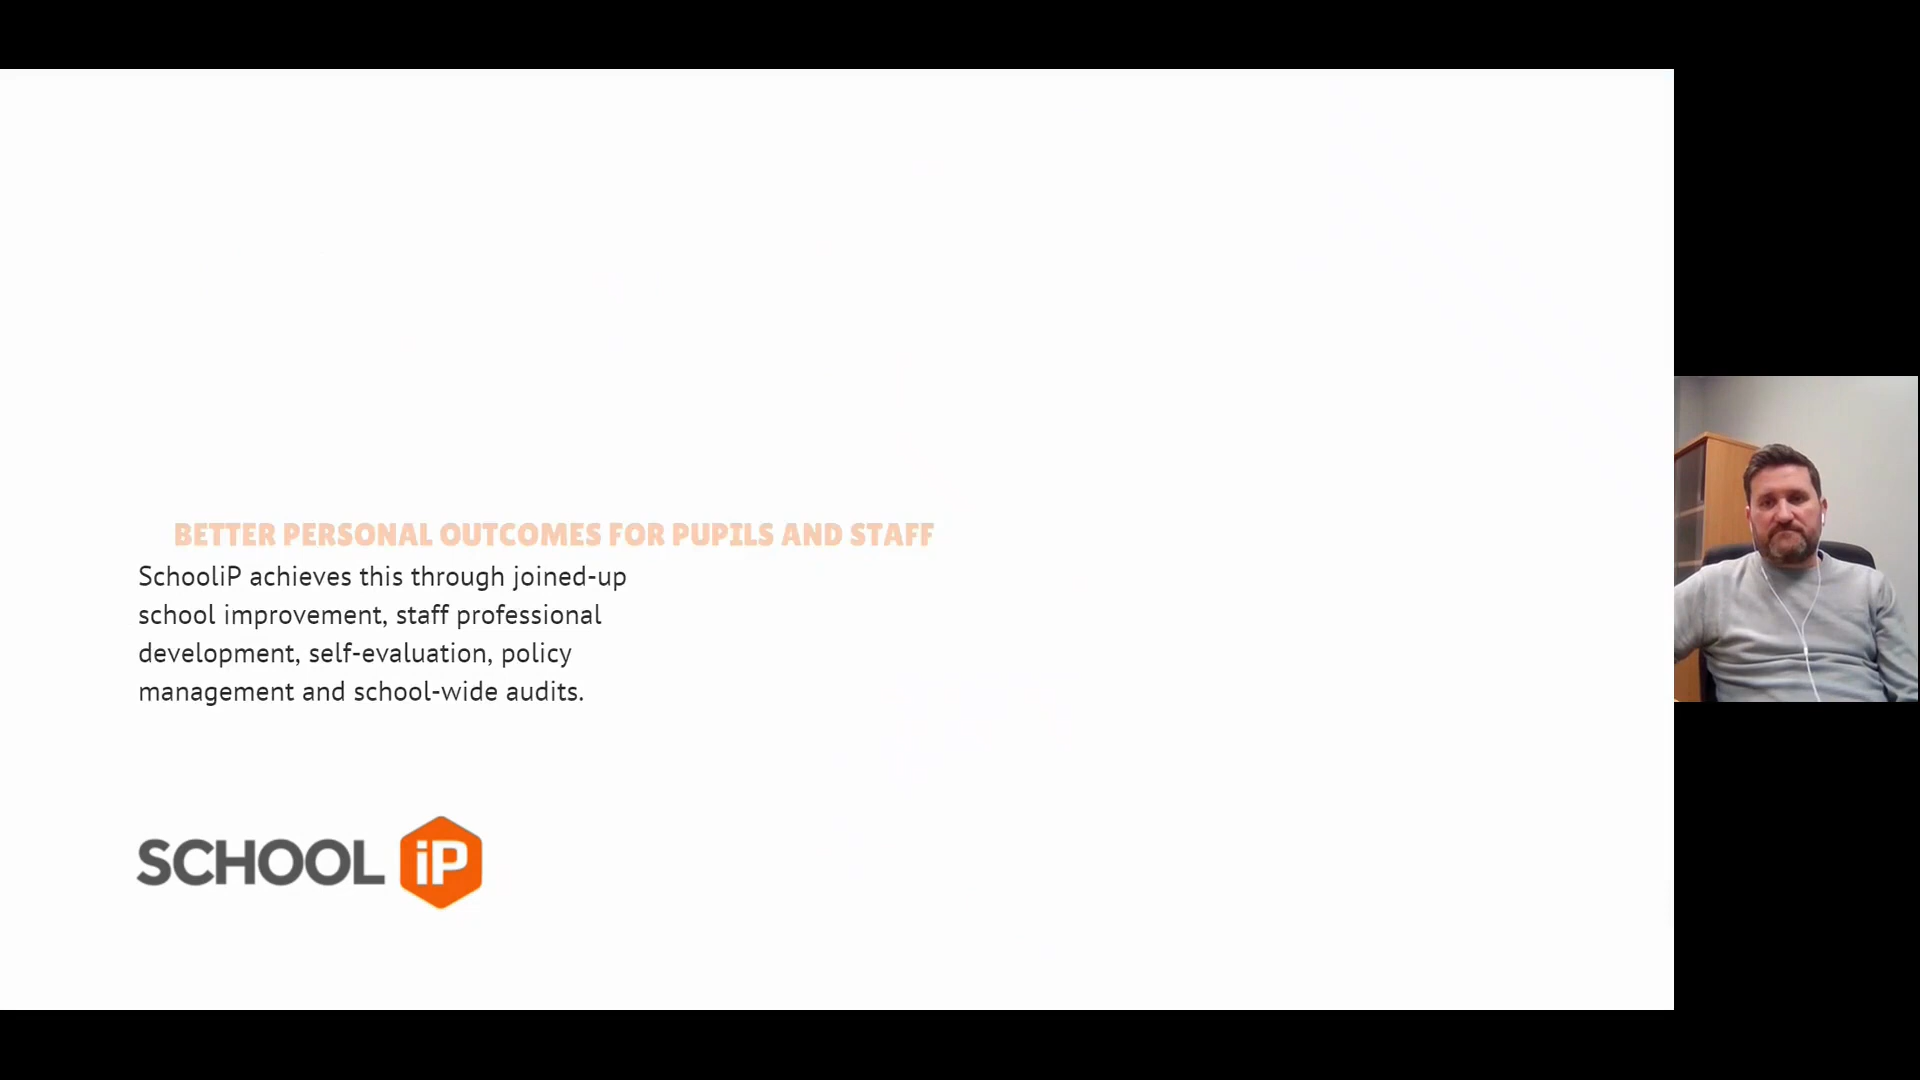 BETTER PERSONAL OUTCOMES FOR PUPILS AND STAFF
SchooliP achieves this through joined-up
school improvement, staff professional
development, self-evaluation, policy
management and school-wide audits.
SCHOOL iP